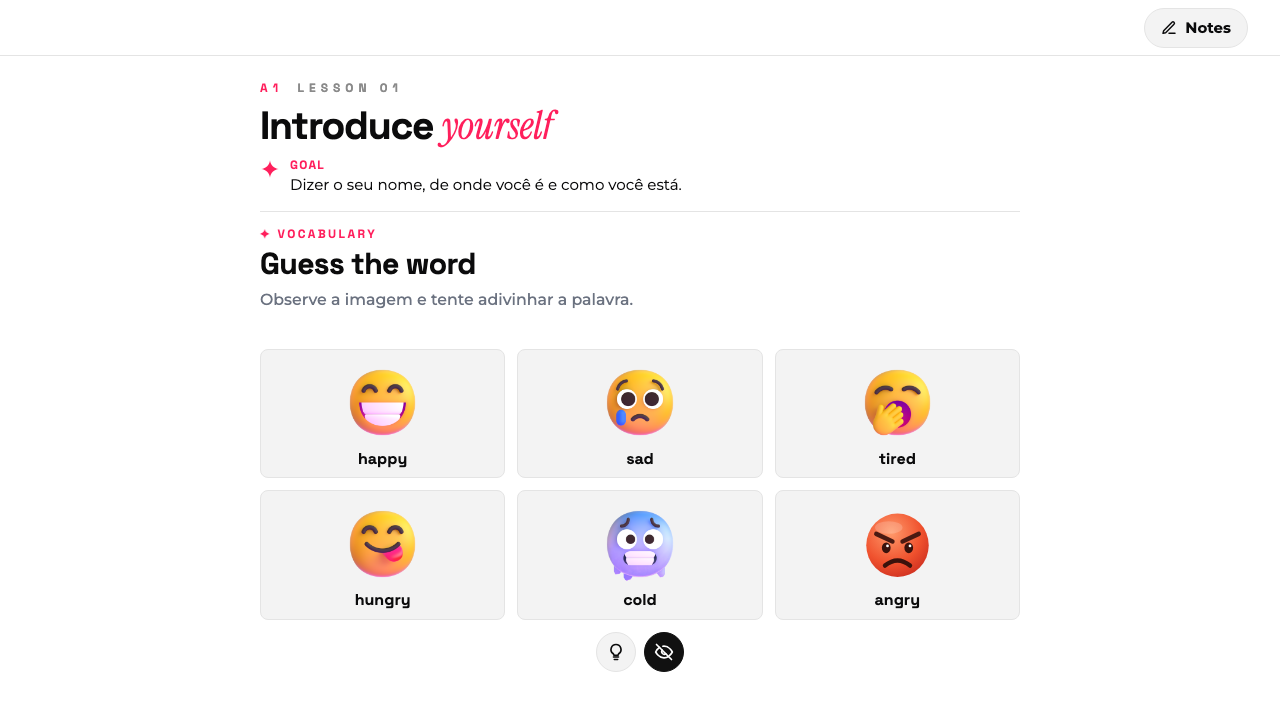 Notes
A1 LESSON 01
Introduce yourself
GOAL
Dizer o seu nome, de onde você é e como você está.
VOCABULARY
Guess the word
Observe a imagem e tente adivinhar a palavra.
happy
sad
tired
hungry
cold
angry